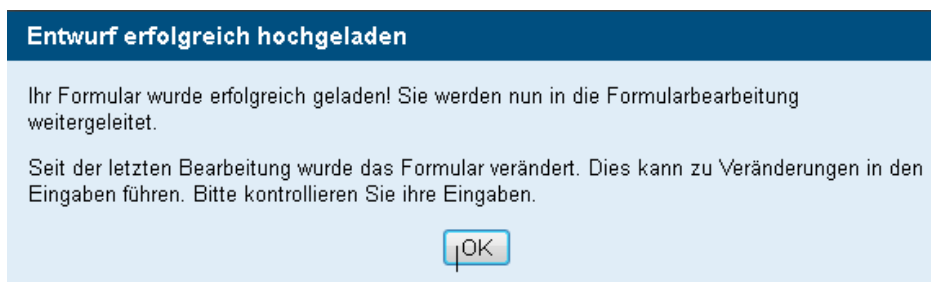 Entwurf erfolgreich hochgeladen
Ihr Formular wurde erfolgreich geladen! Sie werden nun in die Formularbearbeitung
weitergeleitet.
Seit der letzten Bearbeitung wurde das Formular verändert. Dies kann zu Veränderungen in den
Eingaben führen. Bitte kontrollieren Sie ihre Eingaben.
OK